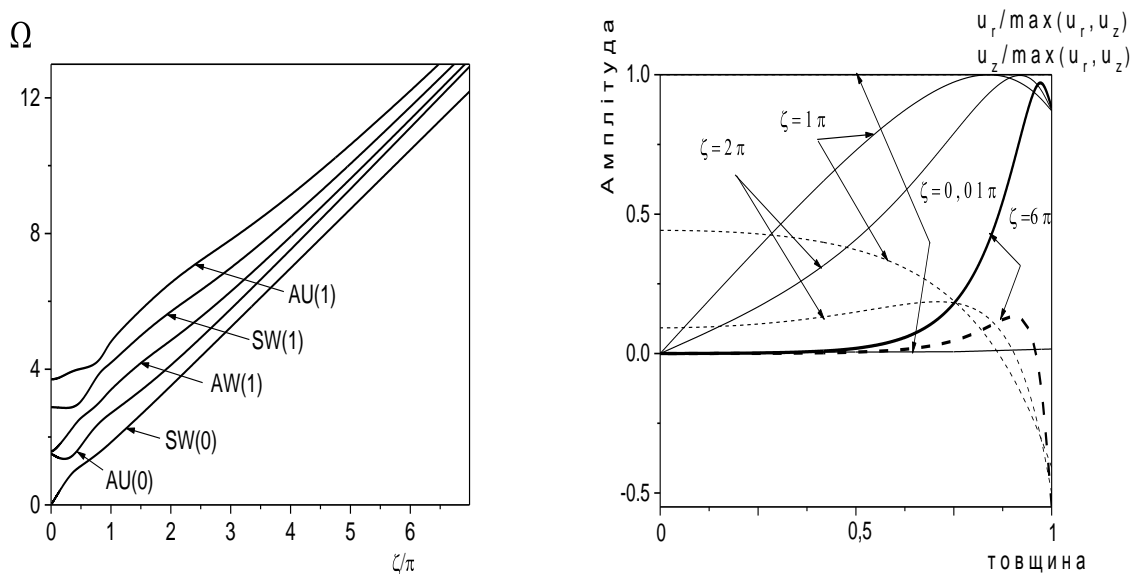 Ω
12
8
4
0
AU(1)
SW(1)
AW(1)
SW(0)
AU(0)
0 1 2 3 4 5 6
ζ/π
u_r/max(u_r,u_z)
u_z/max(u_r,u_z)
Амплітуда
1.0
0.5
0.0
-0.5
ζ=1π
ζ=2π
ζ=0,01π
ζ=6π
0 0,5 1
товщина